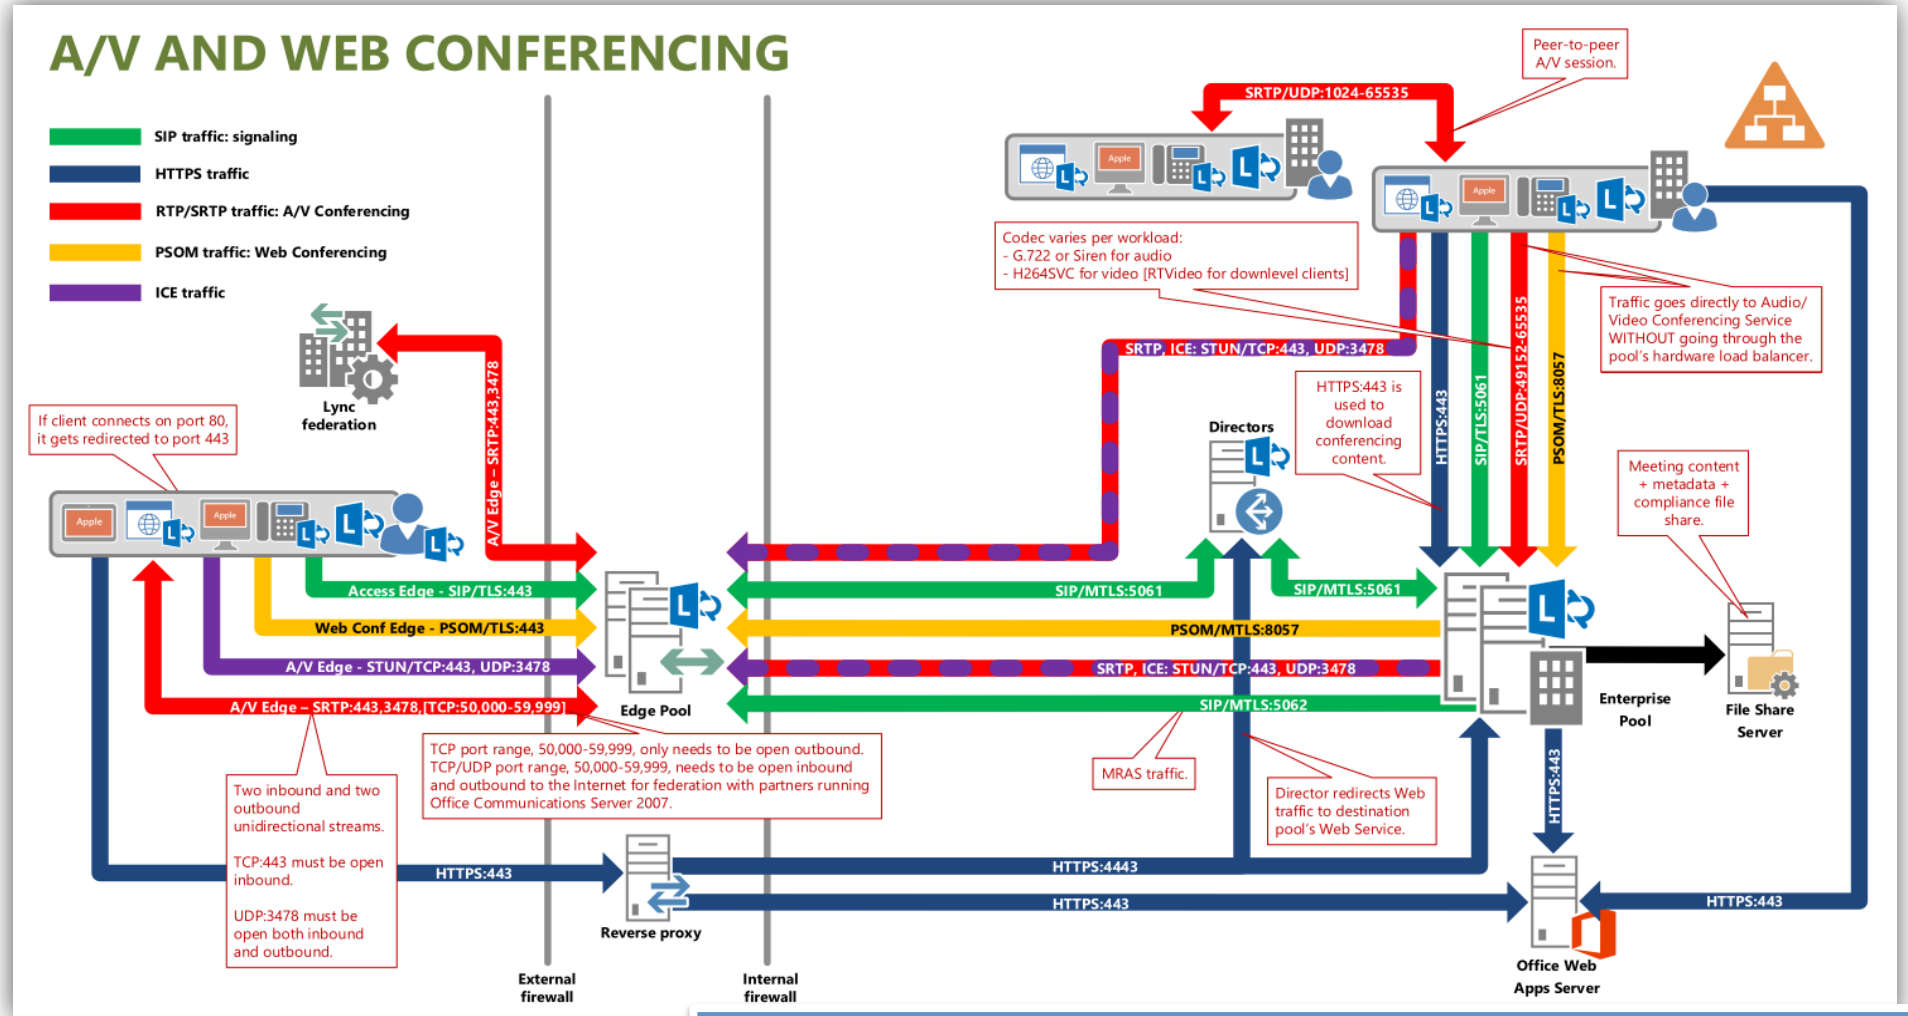 A/V AND WEB CONFERENCING
SIP traffic: signaling
HTTPS traffic
RTP/SRTP traffic: A/V Conferencing
PSOM traffic: Web Conferencing
ICE traffic
Peer-to-peer
A/V session.
SRTP/UDP:1024-65535
Apple
Apple
Codec varies per workload:
- G.722 or Siren for audio
- H264SVC for video [RTVideo for downlevel clients]
Traffic goes directly to Audio/
Video Conferencing Service
WITHOUT going through the
pool's hardware load balancer.
SRTP, ICE: STUN/TCP:443, UDP:3478
HTTPS:443
SIP/TLS:5061
SRTP/UDP:49152-65535
PSOM/TLS:8057
HTTPS:443 is
used to
download
conferencing
content.
Lync
federation
A/V Edge – SRTP:443,3478
If client connects on port 80,
it gets redirected to port 443
Apple
Apple
Directors
Meeting content
+ metadata +
compliance file
share.
Access Edge - SIP/TLS:443
SIP/MTLS:5061
SIP/MTLS:5061
Web Conf Edge - PSOM/TLS:443
PSOM/MTLS:8057
A/V Edge - STUN/TCP:443, UDP:3478
SRTP, ICE: STUN/TCP:443, UDP:3478
A/V Edge – SRTP:443,3478,[TCP:50,000-59,999]
SIP/MTLS:5062
Edge Pool
Enterprise
Pool
File Share
Server
TCP port range, 50,000-59,999, only needs to be open outbound.
TCP/UDP port range, 50,000-59,999, needs to be open inbound
and outbound to the Internet for federation with partners running
Office Communications Server 2007.
MRAS traffic.
Director redirects Web
traffic to destination
pool's Web Service.
HTTPS:443
Two inbound and two
outbound
unidirectional streams.
TCP:443 must be open
inbound.
UDP:3478 must be
open both inbound
and outbound.
HTTPS:443
HTTPS:4443
HTTPS:443
HTTPS:443
Reverse proxy
Office Web
Apps Server
External
firewall
Internal
firewall